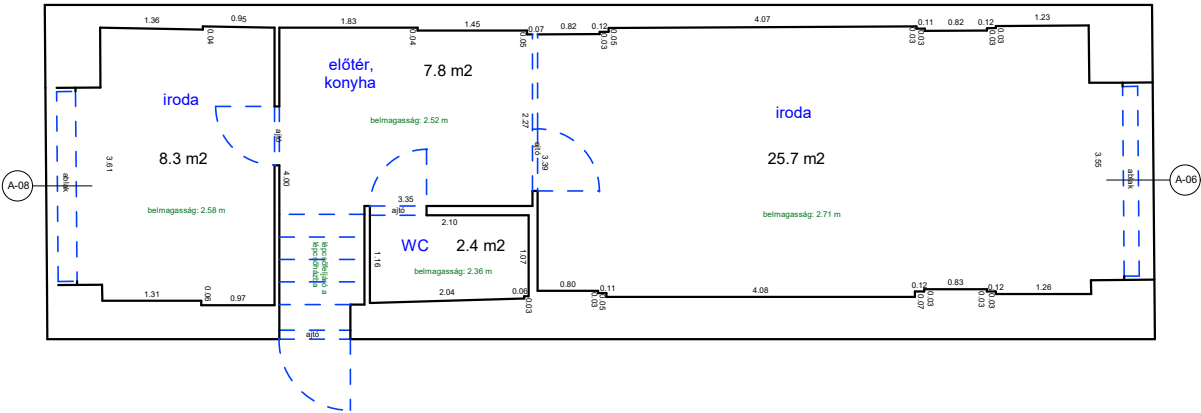 1.36
0.95
0.04
1.83
1.45
0.04
0.05
0.07
0.82
0.12
0.03
0.05
4.07
0.11
0.03
0.03
0.82
0.12
0.03
0.03
1.23
iroda
8.3 m2
belmagasság: 2.58 m
3.61
ablak
A-08
1.31
0.06
0.97
ajtó
4.00
előtér,
konyha
7.8 m2
belmagasság: 2.52 m
2.27
ajtó
3.39
3.35
ajtó
2.10
WC
2.4 m2
belmagasság: 2.36 m
1.16
1.07
2.04
0.06
0.03
ajtó
iroda
25.7 m2
belmagasság: 2.71 m
3.55
ablak
A-06
0.80
0.11
0.03
0.05
4.08
0.12
0.07
0.03
0.83
0.12
0.03
0.03
1.26